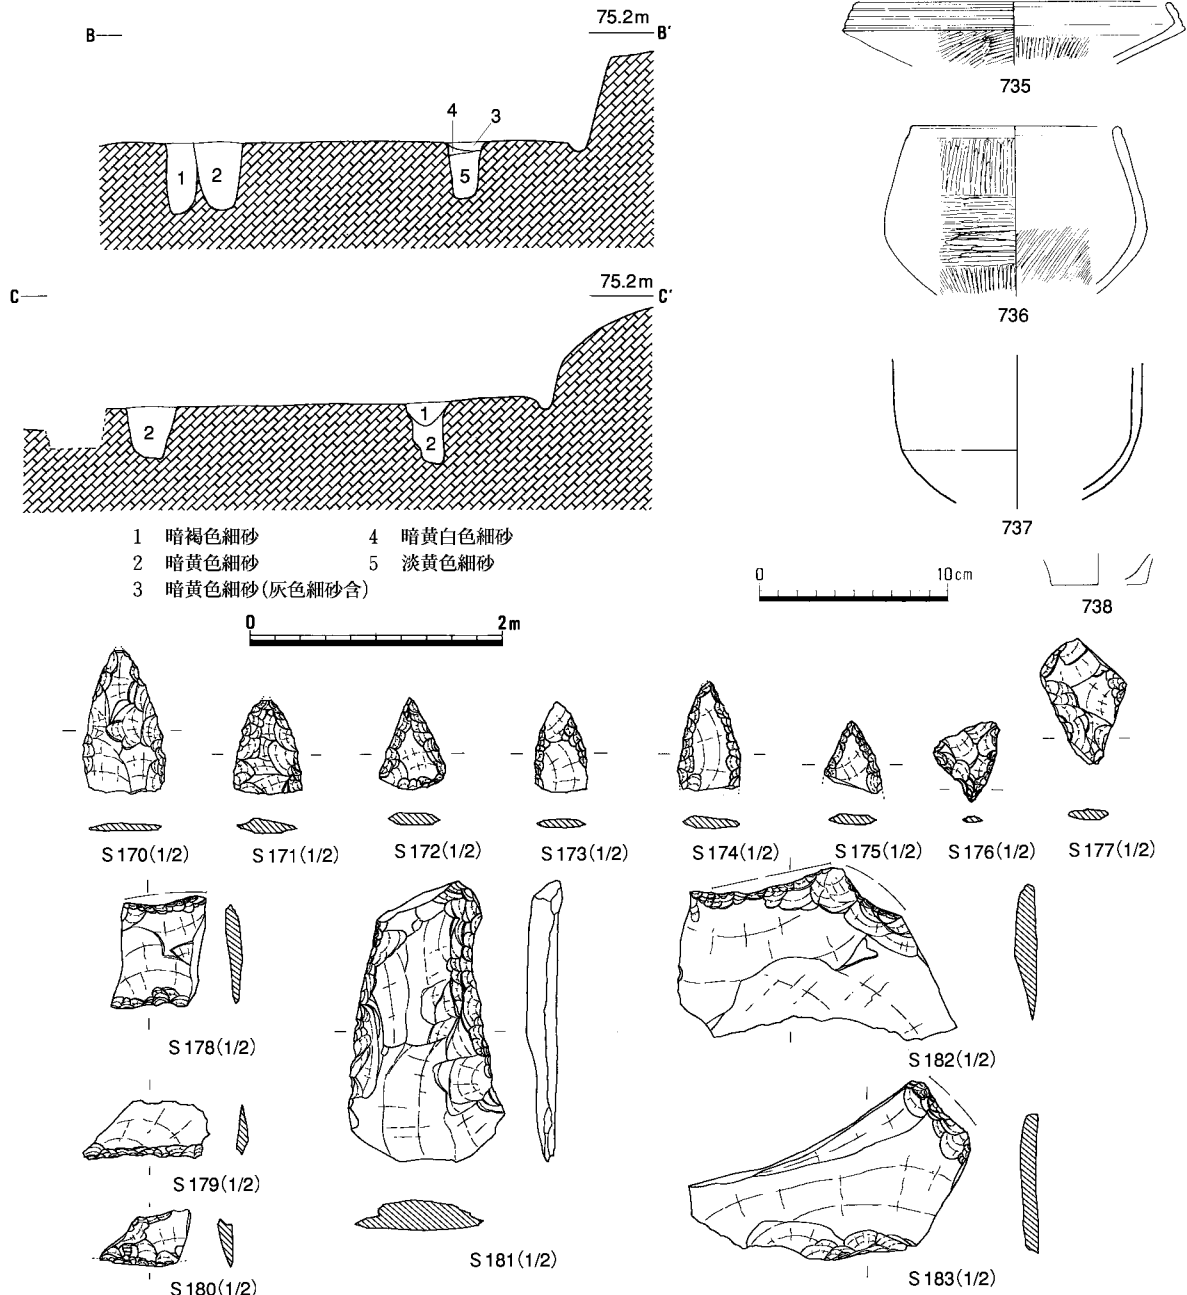 75.2m
B B′
4 3
1 2 5
75.2m
C C′
2 1
2
1 暗褐色細砂
2 暗黄色細砂
3 暗黄色細砂(灰色細砂含)
4 暗黄白色細砂
5 淡黄色細砂
0 2m
735
736
737
738
0 10cm
S170(1/2)
S171(1/2)
S172(1/2)
S173(1/2)
S174(1/2)
S175(1/2)
S176(1/2)
S177(1/2)
S178(1/2)
S179(1/2)
S180(1/2)
S181(1/2)
S182(1/2)
S183(1/2)